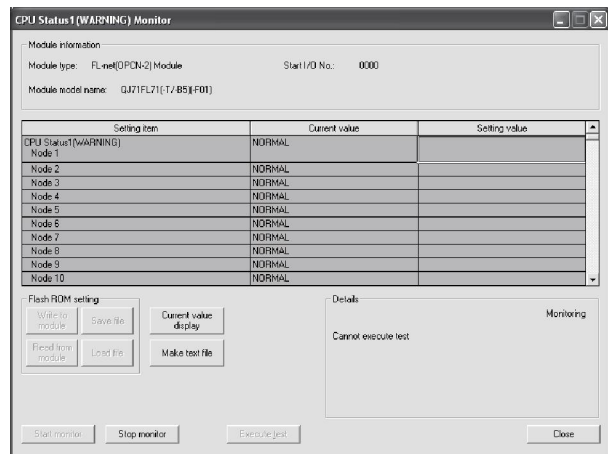 CPU Status1(WARNING) Monitor
Module information
Module type: FL-net(OPCN-2) Module Start I/O No.: 0000
Module model name: QJ71FL71(-T/-B5)(-F01)
Setting item Current value Setting value
CPU Status1(WARNING)
Node 1 NORMAL
Node 2 NORMAL
Node 3 NORMAL
Node 4 NORMAL
Node 5 NORMAL
Node 6 NORMAL
Node 7 NORMAL
Node 8 NORMAL
Node 9 NORMAL
Node 10 NORMAL
Flash ROM setting Details
Write to module Save file Current value display Monitoring
Cannot execute test
Read from module Load file Make text file
Start monitor Stop monitor Execute test Close